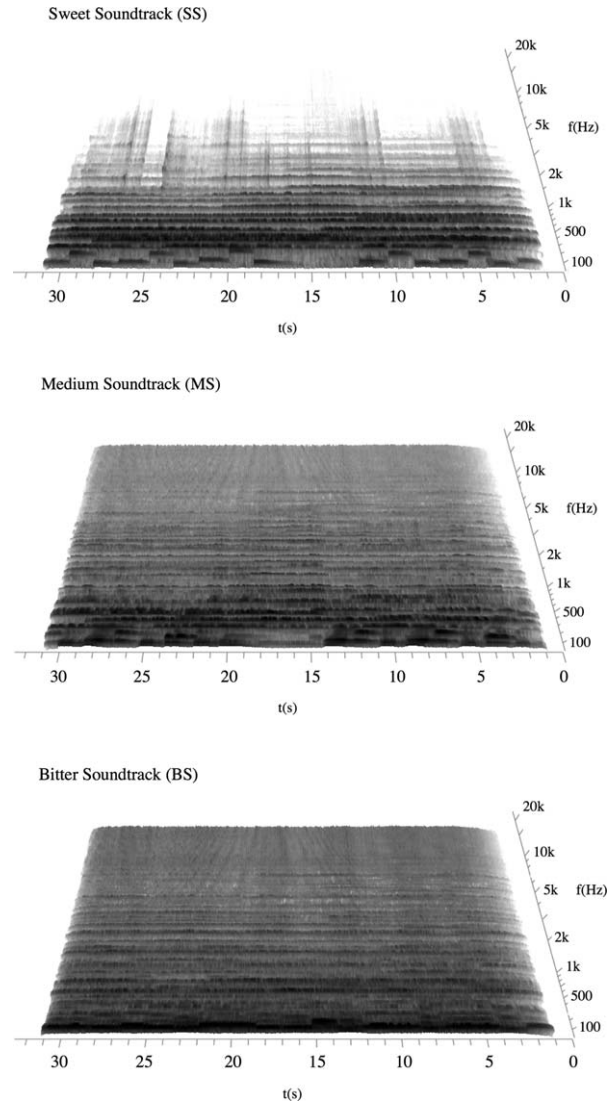 Sweet Soundtrack (SS)
20k
10k
f(Hz)
5k
2k
1k
500
100
30 25 20 15 10 5 0
t(s)
Medium Soundtrack (MS)
20k
10k
5k
f(Hz)
2k
1k
500
100
30 25 20 15 10 5 0
t(s)
Bitter Soundtrack (BS)
20k
10k
5k
f(Hz)
2k
1k
500
100
30 25 20 15 10 5 0
t(s)